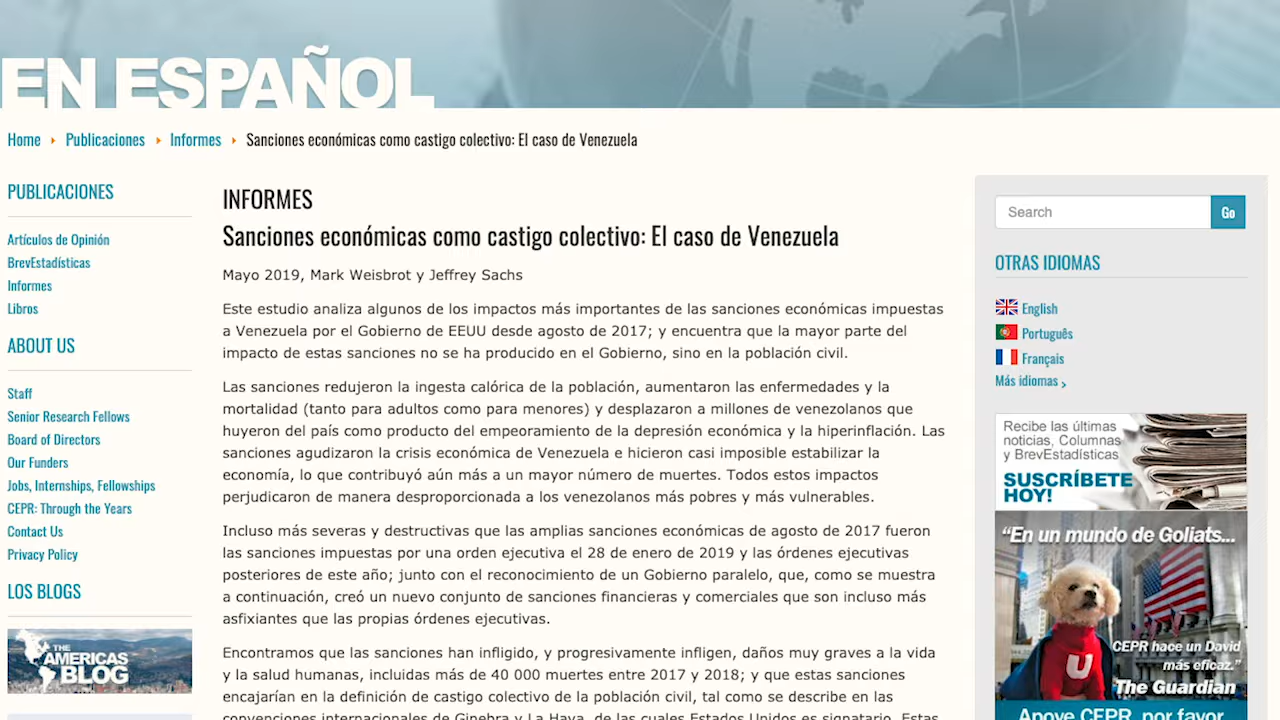 EN ESPAÑOL
Home
Publicaciones
Informes
Sanciones económicas como castigo colectivo: El caso de Venezuela
PUBLICACIONES
Artículos de Opinión
BrevEstadísticas
Informes
Libros
ABOUT US
Staff
Senior Research Fellows
Board of Directors
Our Funders
Jobs, Internships, Fellowships
CEPR: Through the Years
Contact Us
Privacy Policy
LOS BLOGS
THE
AMERICAS
BLOG
INFORMES
Sanciones económicas como castigo colectivo: El caso de Venezuela
Mayo 2019, Mark Weisbrot y Jeffrey Sachs
Este estudio analiza algunos de los impactos más importantes de las sanciones económicas impuestas
a Venezuela por el Gobierno de EEUU desde agosto de 2017; y encuentra que la mayor parte del
impacto de estas sanciones no se ha producido en el Gobierno, sino en la población civil.
Las sanciones redujeron la ingesta calórica de la población, aumentaron las enfermedades y la
mortalidad (tanto para adultos como para menores) y desplazaron a millones de venezolanos que
huyeron del país como producto del empeoramiento de la depresión económica y la hiperinflación. Las
sanciones agudizaron la crisis económica de Venezuela e hicieron casi imposible estabilizar la
economía, lo que contribuyó aún más a un mayor número de muertes. Todos estos impactos
perjudicaron de manera desproporcionada a los venezolanos más pobres y más vulnerables.
Incluso más severas y destructivas que las amplias sanciones económicas de agosto de 2017 fueron
las sanciones impuestas por una orden ejecutiva el 28 de enero de 2019 y las órdenes ejecutivas
posteriores de este año; junto con el reconocimiento de un Gobierno paralelo, que, como se muestra
a continuación, creó un nuevo conjunto de sanciones financieras y comerciales que son incluso más
asfixiantes que las propias órdenes ejecutivas.
Encontramos que las sanciones han infligido, y progresivamente infligen, daños muy graves a la vida
y la salud humanas, incluidas más de 40 000 muertes entre 2017 y 2018; y que estas sanciones
encajarían en la definición de castigo colectivo de la población civil, tal como se describe en las
convenciones internacionales de Ginebra y La Haya, de las cuales Estados Unidos es signatario. Estas
Search
Go
OTRAS IDIOMAS
English
Português
Français
Más idiomas
Recibe las últimas
noticias, Columnas
y BrevEstadísticas
SUSCRÍBETE
HOY!
“En un mundo de Goliats...
U
CEPR hace un David
más eficaz.”
The Guardian
Apoye CEPR, por favor